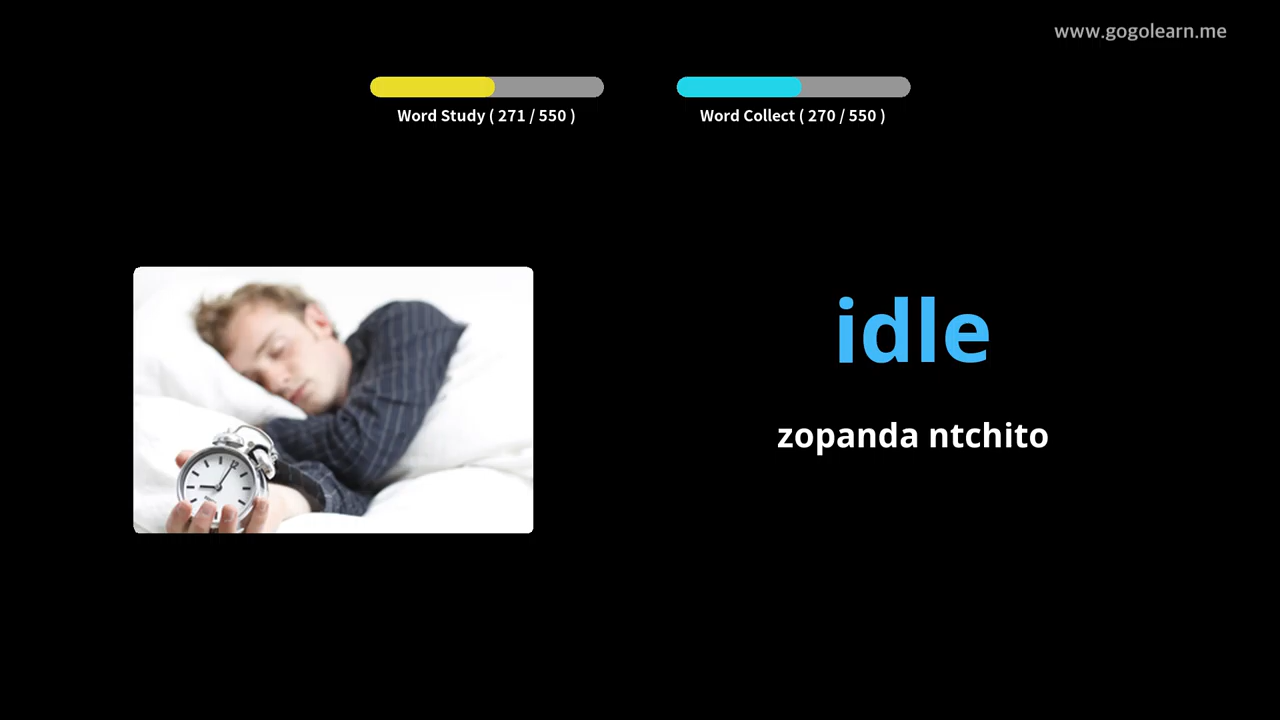 www.gogolearn.me
Word Study ( 271 / 550 )
Word Collect ( 270 / 550 )
idle
zopanda ntchito